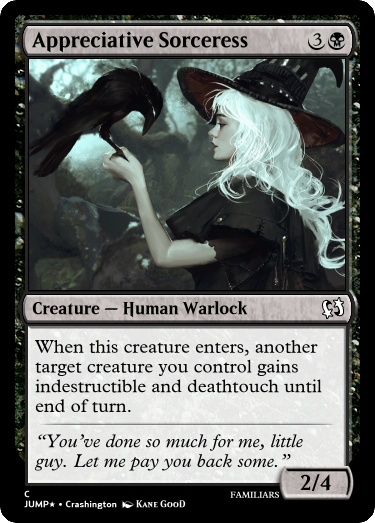 Appreciative Sorceress 3
Creature — Human Warlock
When this creature enters, another
target creature you control gains
indestructible and deathtouch until
end of turn.
“You’ve done so much for me, little
guy. Let me pay you back some.”
2/4
C
JUMP★ • Crashington KANE GOOD
FAMILIARS